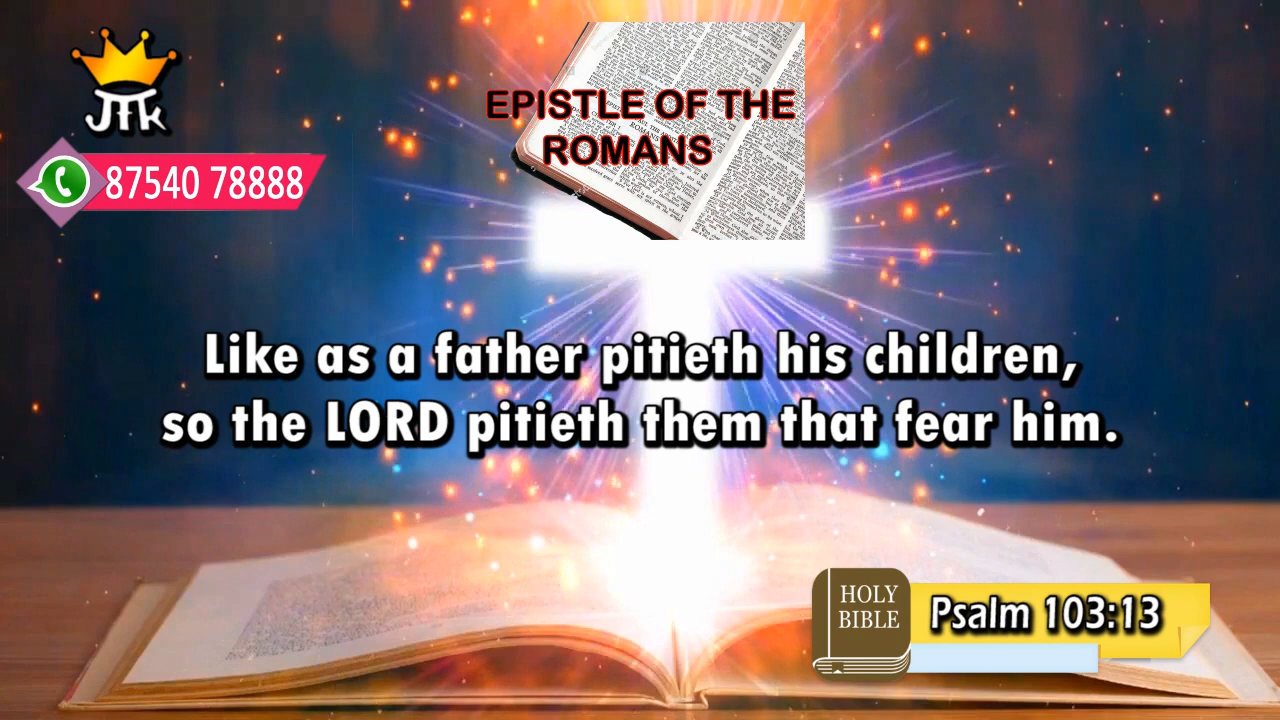 JTK
87540 78888
EPISTLE OF THE
ROMANS
Like as a father pitieth his children,
so the LORD pitieth them that fear him.
HOLY
BIBLE
Psalm 103:13